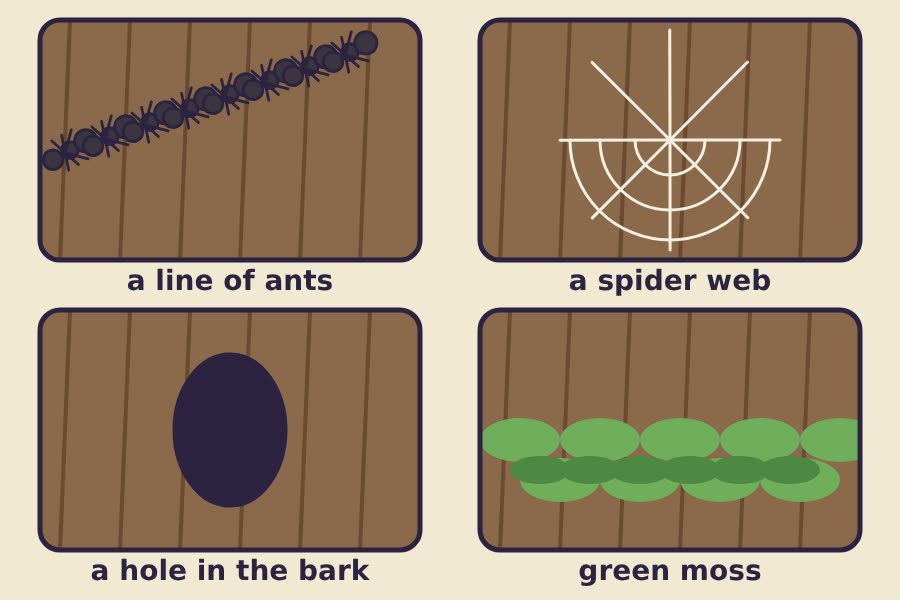 a line of ants
a spider web
a hole in the bark
green moss